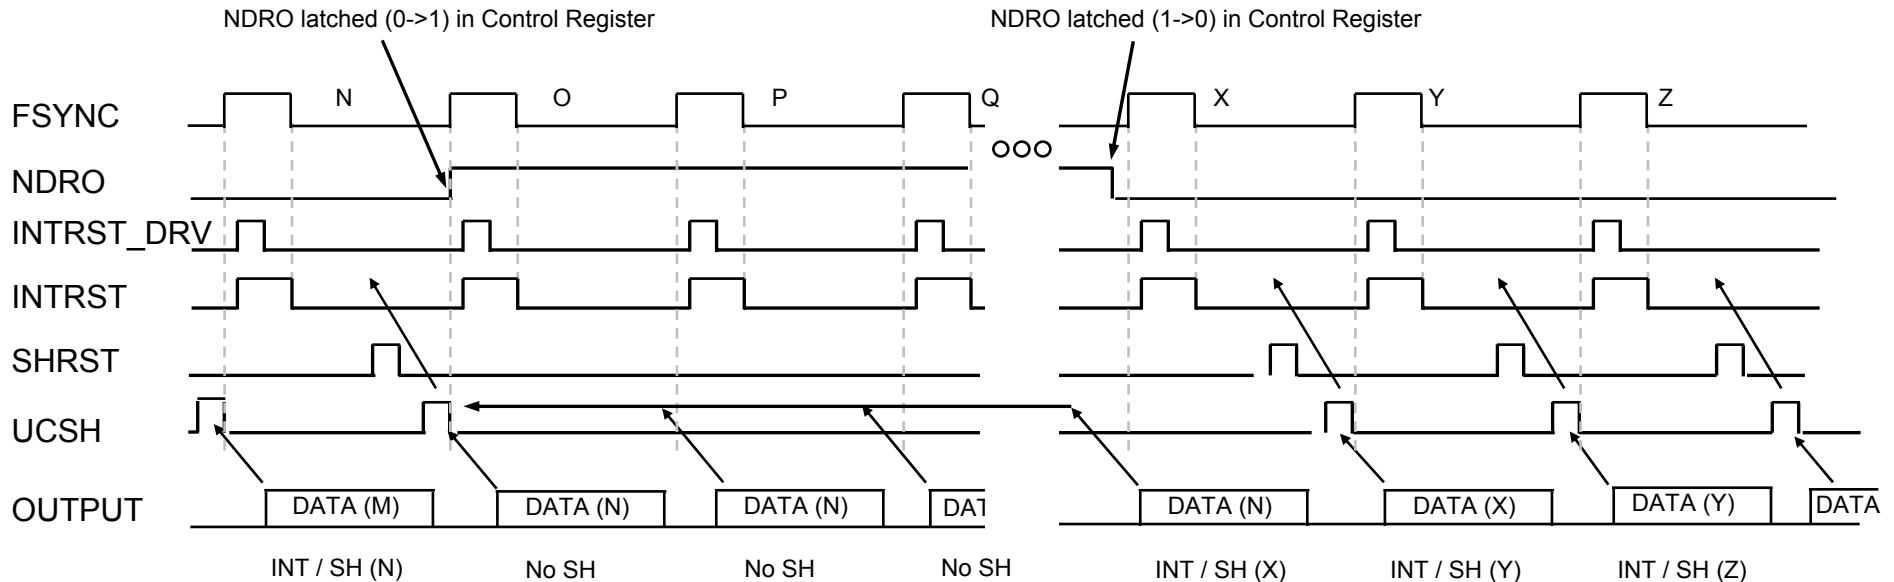 NDRO latched (0->1) in Control Register
NDRO latched (1->0) in Control Register
FSYNC
N
O
P
Q
X
Y
Z
NDRO
INTRST_DRV
INTRST
SHRST
UCSH
OUTPUT
DATA (M)
DATA (N)
DATA (N)
DAT
DATA (N)
DATA (X)
DATA (Y)
DATA
INT / SH (N)
No SH
No SH
No SH
INT / SH (X)
INT / SH (Y)
INT / SH (Z)